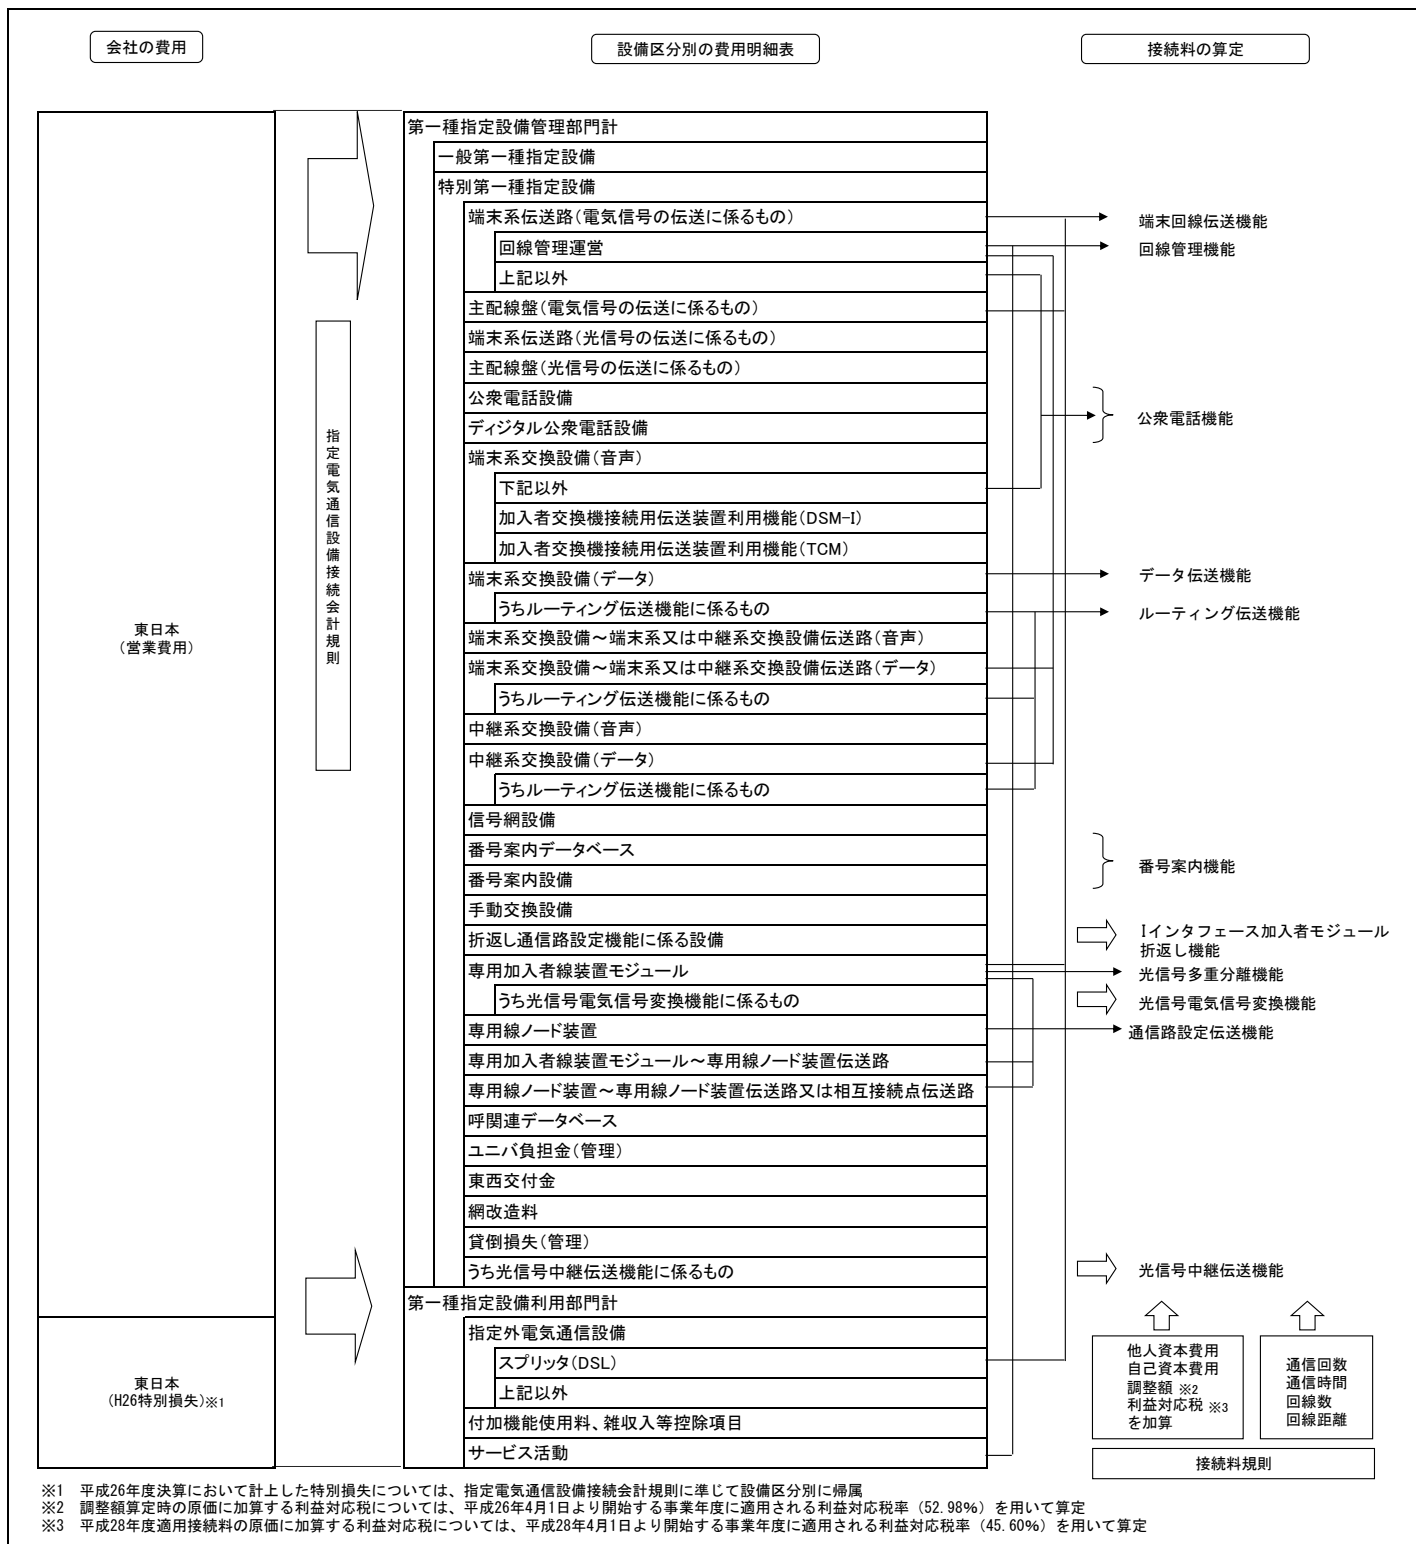 会社の費用
設備区分別の費用明細表
接続料の算定
東日本
(営業費用)
東日本
(H26特別損失)※1
指定電気通信設備接続会計規則
第一種指定設備管理部門計
一般第一種指定設備
特別第一種指定設備
端末系伝送路(電気信号の伝送に係るもの)
回線管理運営
上記以外
主配線盤(電気信号の伝送に係るもの)
端末系伝送路(光信号の伝送に係るもの)
主配線盤(光信号の伝送に係るもの)
公衆電話設備
ディジタル公衆電話設備
端末系交換設備(音声)
下記以外
加入者交換機接続用伝送装置利用機能(DSM-I)
加入者交換機接続用伝送装置利用機能(TCM)
端末系交換設備(データ)
うちルーティング伝送機能に係るもの
端末系交換設備～端末系又は中継系交換設備伝送路(音声)
端末系交換設備～端末系又は中継系交換設備伝送路(データ)
うちルーティング伝送機能に係るもの
中継系交換設備(音声)
中継系交換設備(データ)
うちルーティング伝送機能に係るもの
信号網設備
番号案内データベース
番号案内設備
手動交換設備
折返し通信路設定機能に係る設備
専用加入者線装置モジュール
うち光信号電気信号変換機能に係るもの
専用線ノード装置
専用加入者線装置モジュール～専用線ノード装置伝送路
専用線ノード装置～専用線ノード装置伝送路又は相互接続点伝送路
呼関連データベース
ユニバ負担金(管理)
東西交付金
網改造料
貸倒損失(管理)
うち光信号中継伝送機能に係るもの
第一種指定設備利用部門計
指定外電気通信設備
スプリッタ(DSL)
上記以外
付加機能使用料、雑収入等控除項目
サービス活動
端末回線伝送機能
回線管理機能
公衆電話機能
データ伝送機能
ルーティング伝送機能
番号案内機能
Iインタフェース加入者モジュール
折返し機能
光信号多重分離機能
光信号電気信号変換機能
通信路設定伝送機能
光信号中継伝送機能
他人資本費用
自己資本費用
調整額 ※2
利益対応税 ※3
を加算
通信回数
通信時間
回線数
回線距離
接続料規則
※1 平成26年度決算において計上した特別損失については、指定電気通信設備接続会計規則に準じて設備区分別に帰属
※2 調整額算定時の原価に加算する利益対応税については、平成26年4月1日より開始する事業年度に適用される利益対応税率（52.98%）を用いて算定
※3 平成28年度適用接続料の原価に加算する利益対応税については、平成28年4月1日より開始する事業年度に適用される利益対応税率（45.60%）を用いて算定